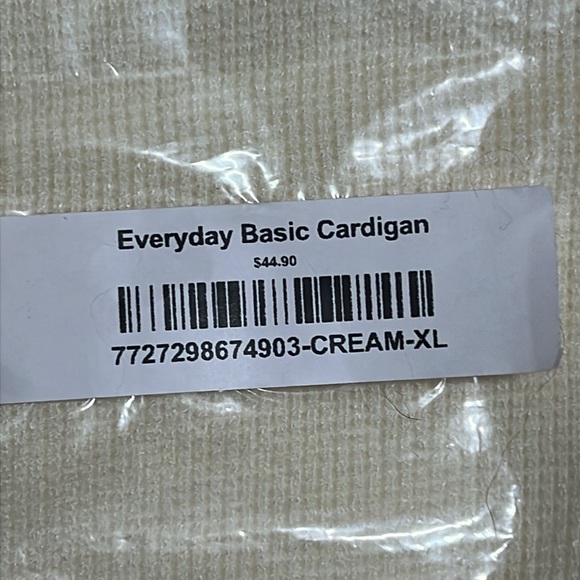 Everyday Basic Cardigan
$44.90
7727298674903-CREAM-XL